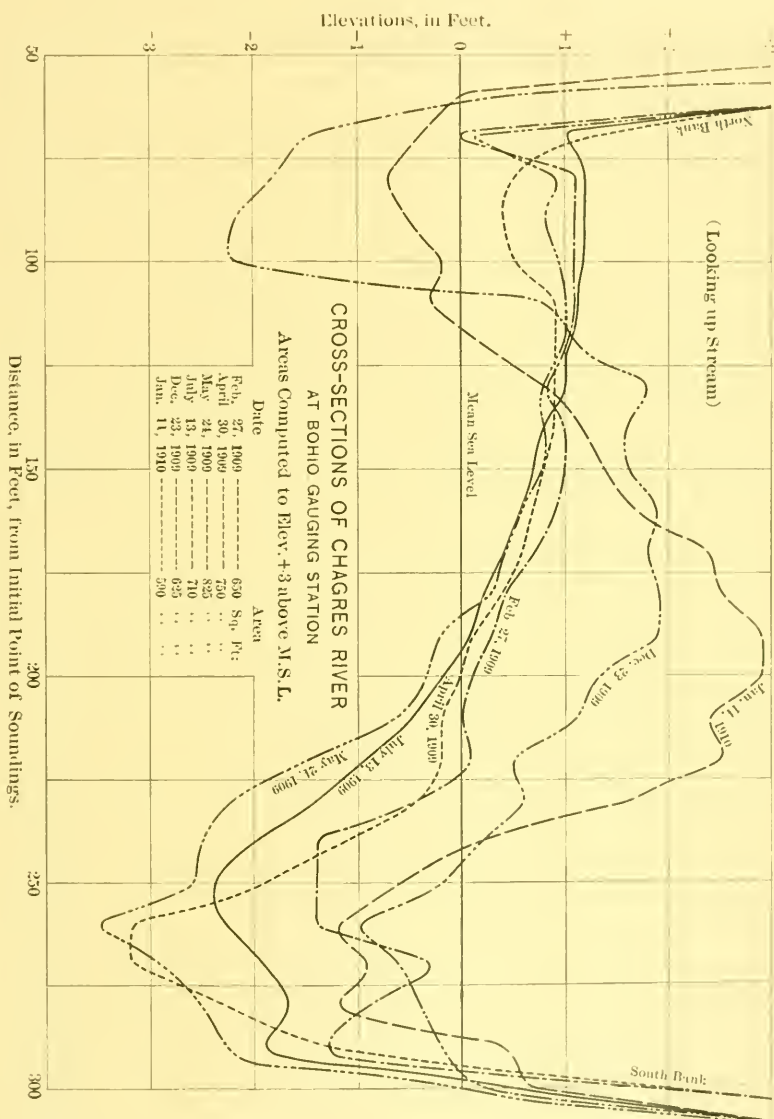 Elevations, in Feet.
+1
0
-1
-2
-3
North Bank
(Looking up Stream)
South Bank
Mean Sea Level
Jan. 11, 1910
Dec. 23, 1909
Feb. 27, 1909
April 30, 1909
July 13, 1909
May 24, 1909
CROSS-SECTIONS OF CHAGRES RIVER
AT BOHIO GAUGING STATION
Areas Computed to Elev. +3 above M.S.L.
Date Area
Feb. 27, 1909 ---------- 650 Sq. Ft:
April 30, 1909 ---------- 750 " "
May 24, 1909 ---------- 825 " "
July 13, 1909 ---------- 710 " "
Dec. 23, 1909 ---------- 625 " "
Jan. 11, 1910 ---------- 590 " "
50
100
150
200
250
300
Distance, in Feet, from Initial Point of Soundings.